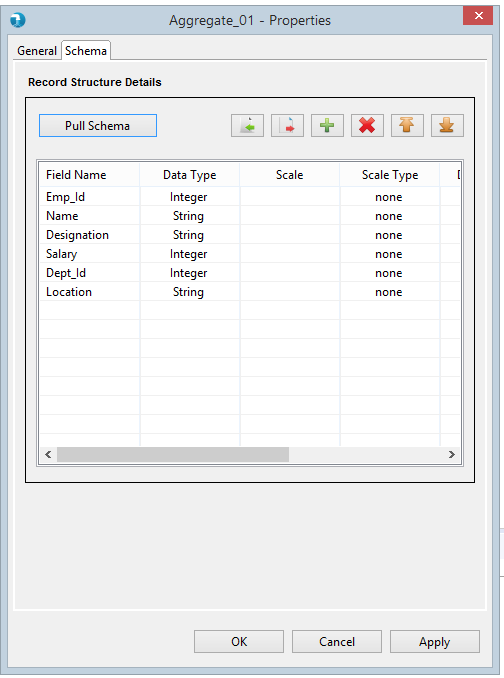 Aggregate_01 - Properties
General Schema
Record Structure Details
Pull Schema
Field Name Data Type Scale Scale Type
Emp_Id Integer none
Name String none
Designation String none
Salary Integer none
Dept_Id Integer none
Location String none
OK Cancel Apply